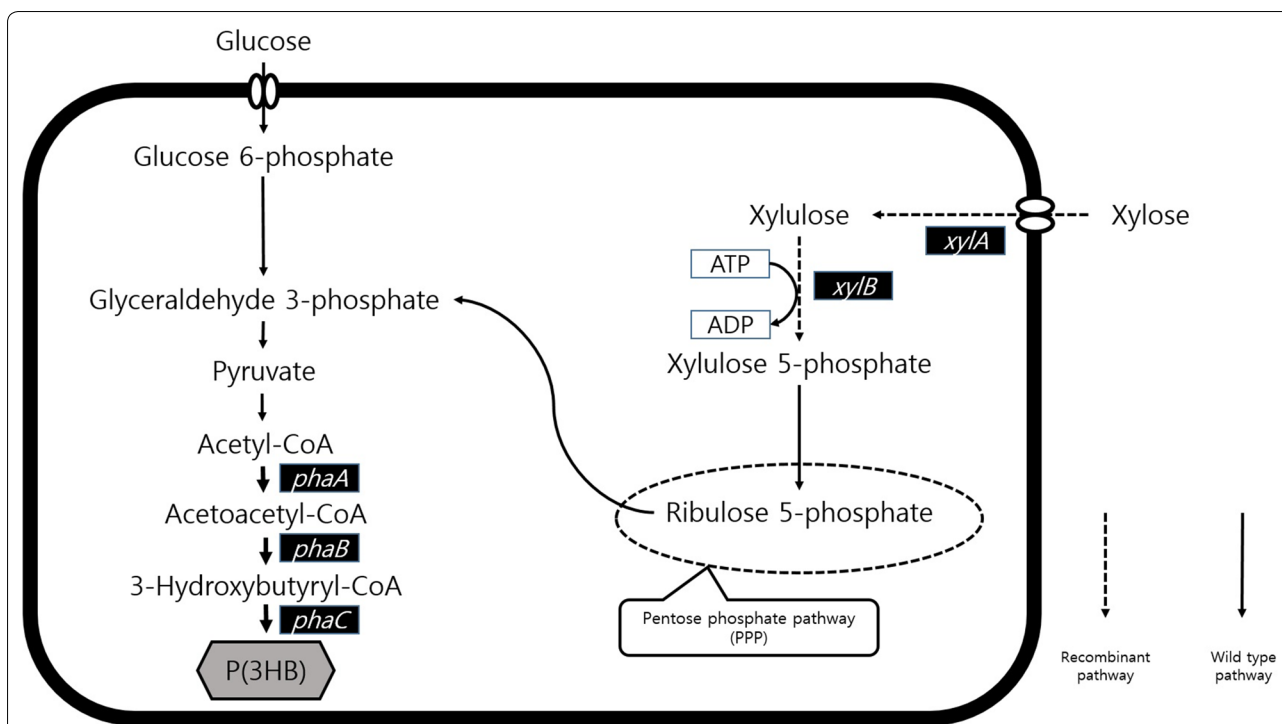 Glucose
Glucose 6-phosphate
Glyceraldehyde 3-phosphate
Pyruvate
Acetyl-CoA
phaA
Acetoacetyl-CoA
phaB
3-Hydroxybutyryl-CoA
phaC
P(3HB)
Xylose
xylA
Xylulose
ATP
xylB
ADP
Xylulose 5-phosphate
Ribulose 5-phosphate
Pentose phosphate pathway
(PPP)
Recombinant
pathway
Wild type
pathway